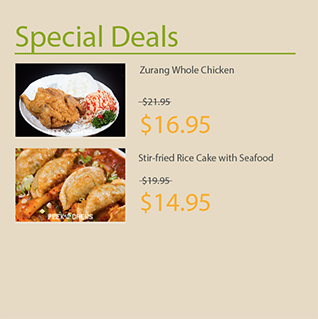 Special Deals
Zurang Whole Chicken
$21.95
$16.95
Stir-fried Rice Cake with Seafood
$19.95
$14.95